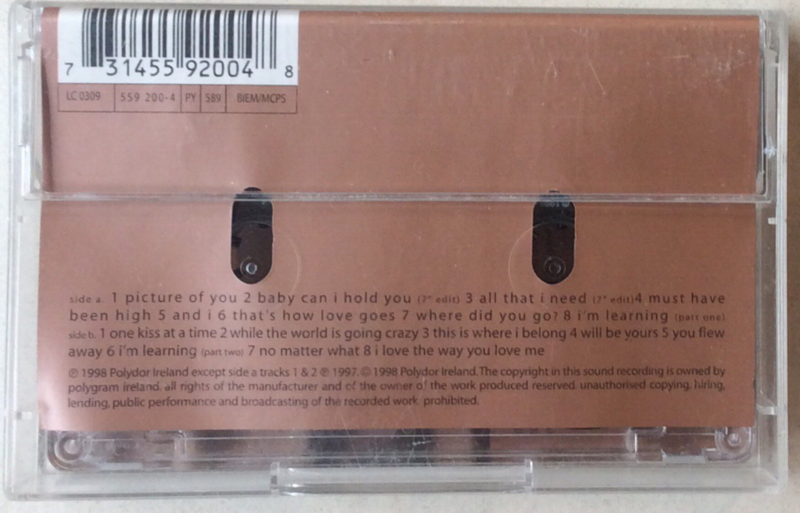 7 31455 92004 8
LC 0309 559 200-4 PY 589 BIEM/MCPS
side a. 1 picture of you 2 baby can i hold you (7" edit) 3 all that i need (7" edit)4 must have
been high 5 and i 6 that's how love goes 7 where did you go? 8 i'm learning (part one)
side b. 1 one kiss at a time 2 while the world is going crazy 3 this is where i belong 4 will be yours 5 you flew
away 6 i'm learning (part two) 7 no matter what 8 i love the way you love me
℗ 1998 Polydor Ireland except side a tracks 1 & 2 ℗ 1997. © 1998 Polydor Ireland. The copyright in this sound recording is owned by
polygram ireland. all rights of the manufacturer and of the owner of the work produced reserved. unauthorised copying, hiring,
lending, public performance and broadcasting of the recorded work prohibited.